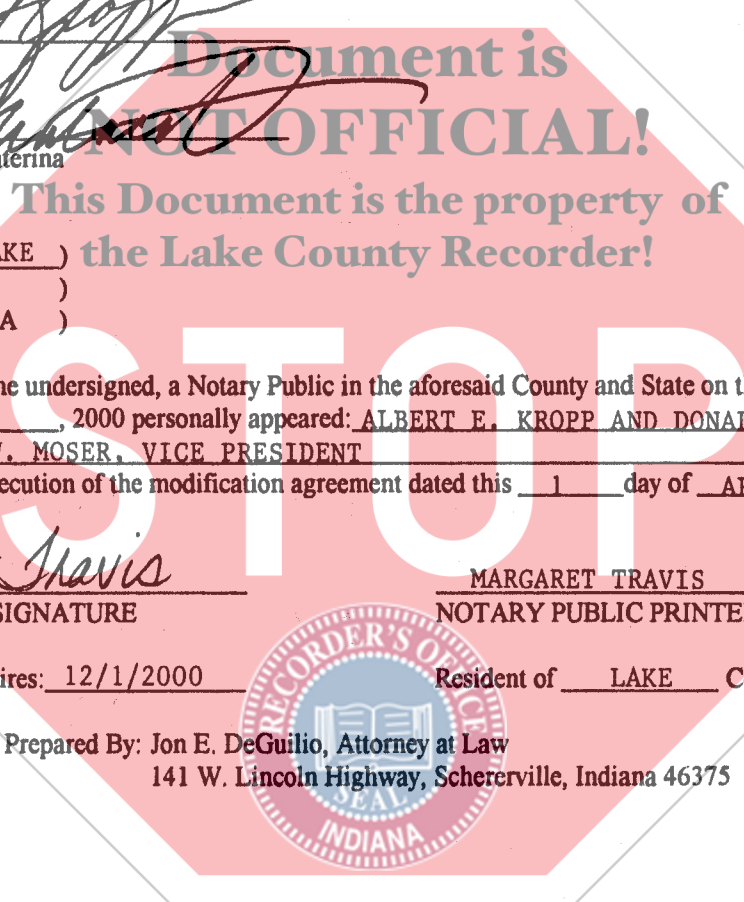 Document is
NOT OFFICIAL!
terina
This Document is the property of
the Lake County Recorder!
AKE )
)
A )
STOP
ne undersigned, a Notary Public in the aforesaid County and State on t
, 2000 personally appeared: ALBERT E. KROPP AND DONAL
. MOSER, VICE PRESIDENT
ecution of the modification agreement dated this 1 day of AP
Travis
MARGARET TRAVIS
SIGNATURE
NOTARY PUBLIC PRINTE
ires: 12/1/2000
Resident of LAKE C
Prepared By: Jon E. DeGuilio, Attorney at Law
141 W. Lincoln Highway, Schererville, Indiana 46375
RECORDER'S OFFICE
SEAL
INDIANA